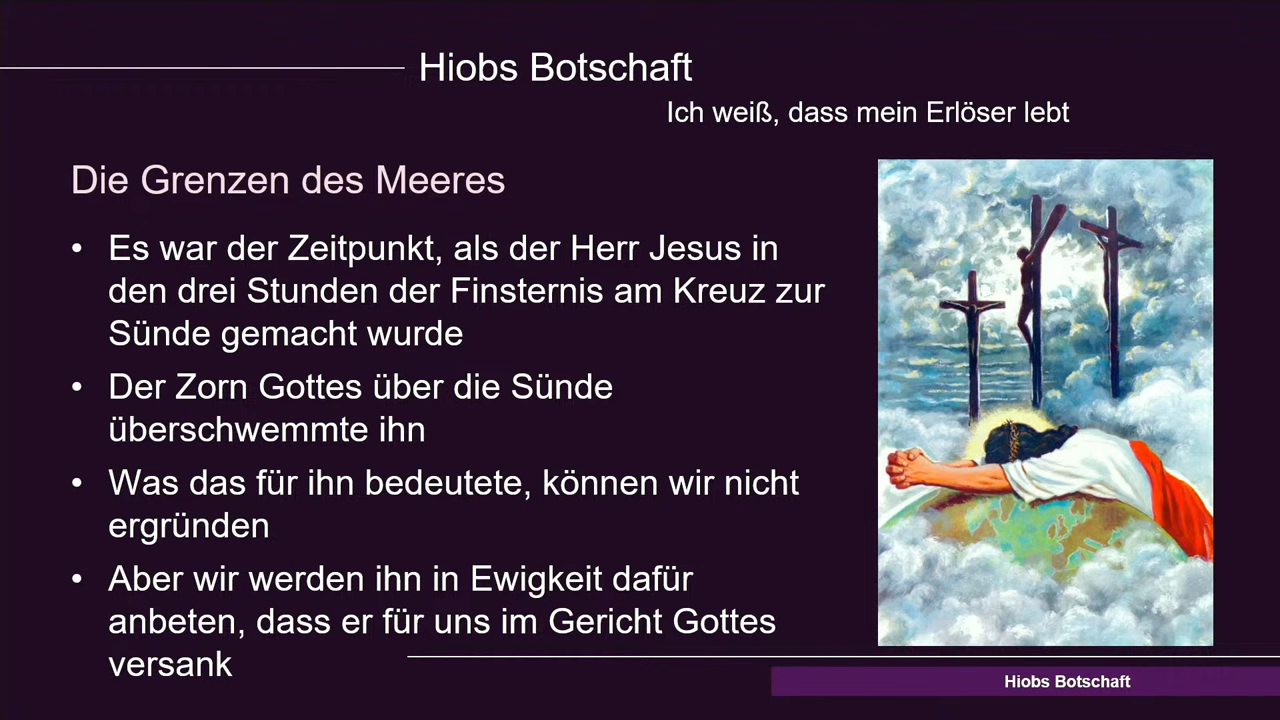 Hiobs Botschaft
Ich weiß, dass mein Erlöser lebt
Die Grenzen des Meeres
• Es war der Zeitpunkt, als der Herr Jesus in
den drei Stunden der Finsternis am Kreuz zur
Sünde gemacht wurde
• Der Zorn Gottes über die Sünde
überschwemmte ihn
• Was das für ihn bedeutete, können wir nicht
ergründen
• Aber wir werden ihn in Ewigkeit dafür
anbeten, dass er für uns im Gericht Gottes
versank
Hiobs Botschaft